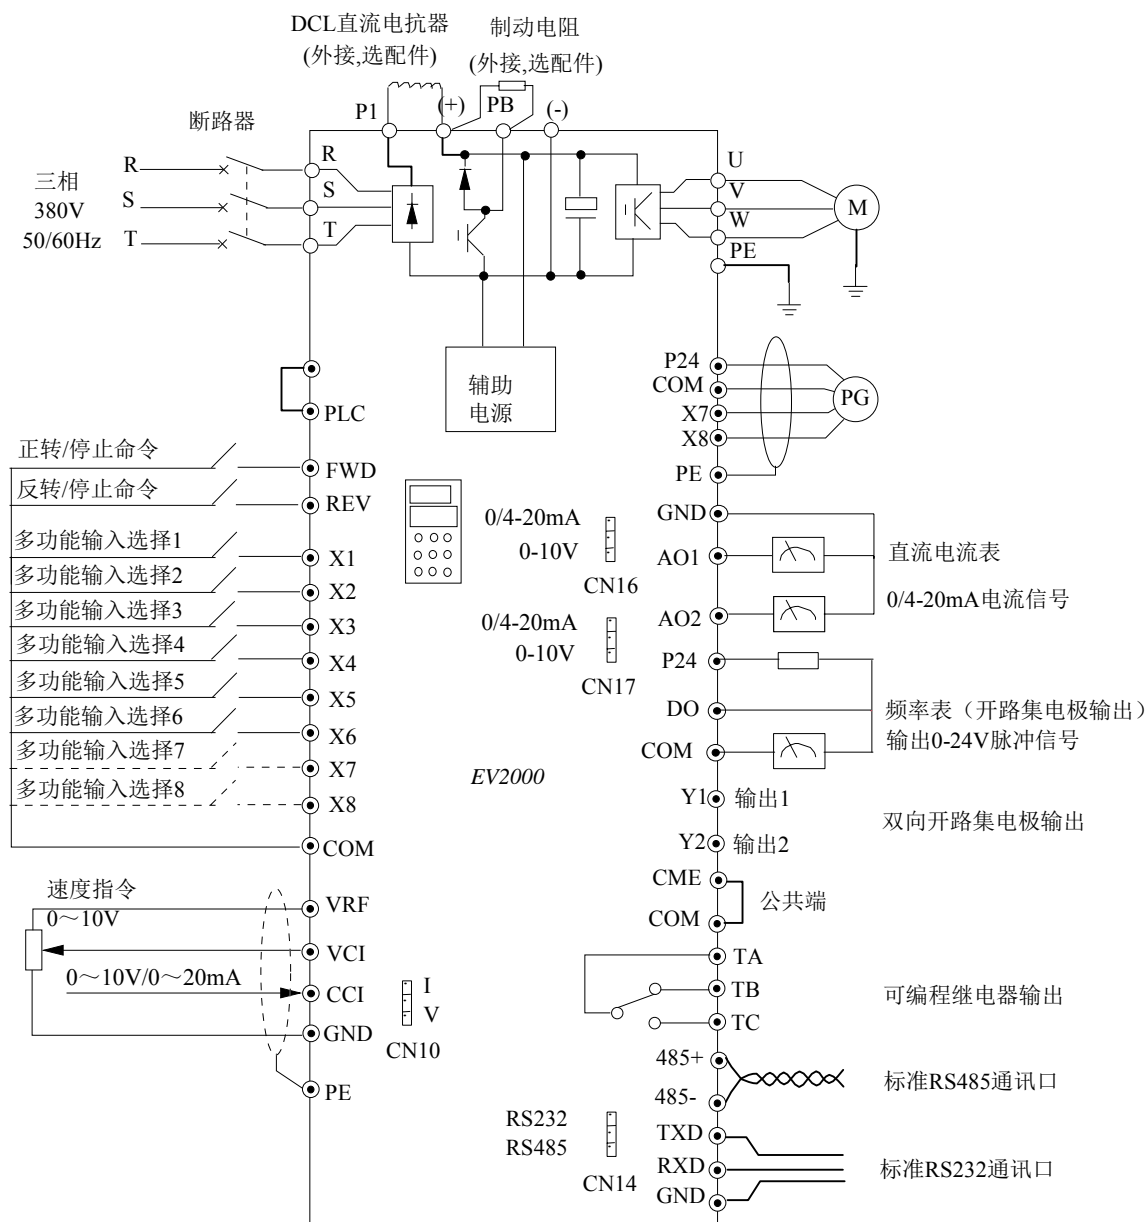 DCL直流电抗器
(外接,选配件)
制动电阻
(外接,选配件)
P1
(+)
PB
(-)
断路器
三相
380V
50/60Hz
R
S
T
R
S
T
U
V
W
PE
M
辅助
电源
PLC
P24
COM
X7
X8
PE
PG
正转/停止命令
FWD
反转/停止命令
REV
多功能输入选择1
X1
多功能输入选择2
X2
多功能输入选择3
X3
多功能输入选择4
X4
多功能输入选择5
X5
多功能输入选择6
X6
多功能输入选择7
X7
多功能输入选择8
X8
COM
0/4-20mA
0-10V
CN16
0/4-20mA
0-10V
CN17
EV2000
GND
AO1
AO2
直流电流表
0/4-20mA电流信号
P24
DO
COM
频率表（开路集电极输出）
输出0-24V脉冲信号
Y1
输出1
Y2
输出2
双向开路集电极输出
CME
COM
公共端
速度指令
0～10V
VRF
VCI
0～10V/0～20mA
CCI
GND
PE
I
V
CN10
TA
TB
TC
可编程继电器输出
485+
485-
标准RS485通讯口
RS232
RS485
CN14
TXD
RXD
GND
标准RS232通讯口